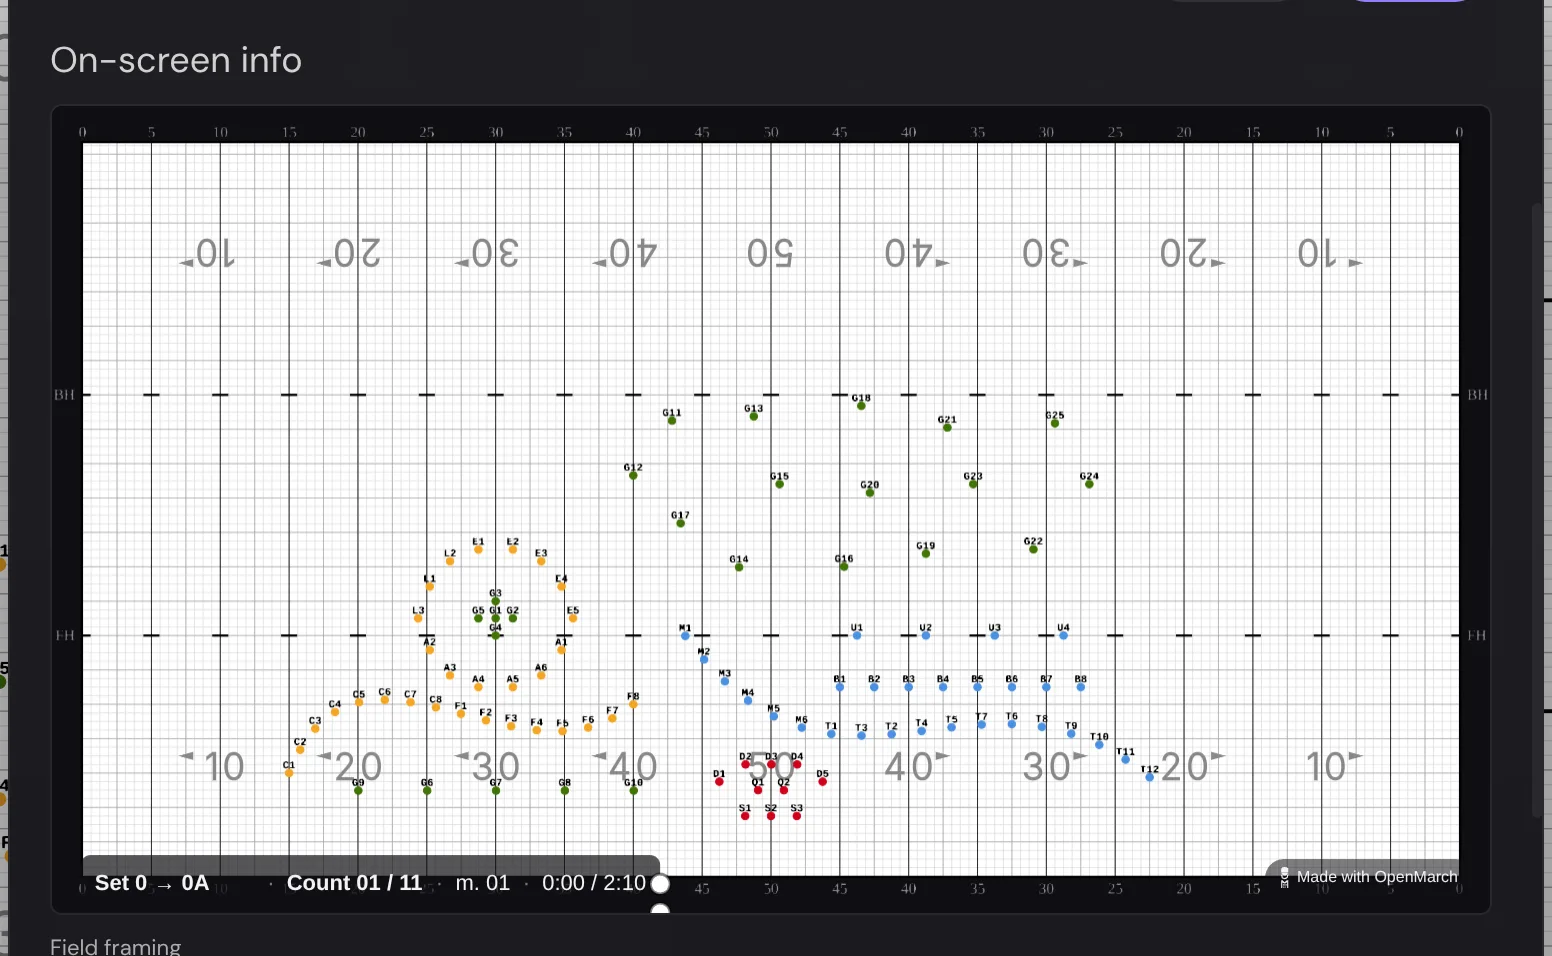 On-screen info
0 5 10 15 20 25 30 35 40 45 50 45 40 35 30 25 20 15 10 5 0
10 20 30 40 50 40 30 20 10
BH BH
G18
G11 G13 G21 G25
G12 G15 G20 G23 G24
G17
G14 G16 G19 G22
L2 E1 E2 E3
L1 E4
G3
L3 G5 G1 G2 E5
FH G4 M1 U1 U2 U3 U4 FH
A2 A1 M2
A3 A4 A5 A6 M3 B1 B2 B3 B4 B5 B6 B7 B8
C5 C6 C7 C8 F8 M4
C4 F1 F2 F7 M5
C3 F3 F4 F5 F6 M6 T1 T3 T2 T4 T5 T7 T6 T8 T9
C2 T10
C1 D2 D3 D4 T11
10 20 30 40 50 40 30 20 10
D1 D5 T12
G9 G6 G7 G8 G10 Q1 Q2
S1 S2 S3
Set 0 → 0A · Count 01 / 11 · m. 01 · 0:00 / 2:10
45 50 45 40 35 30 25 20 15 10 5 0
Made with OpenMarch
Field framing